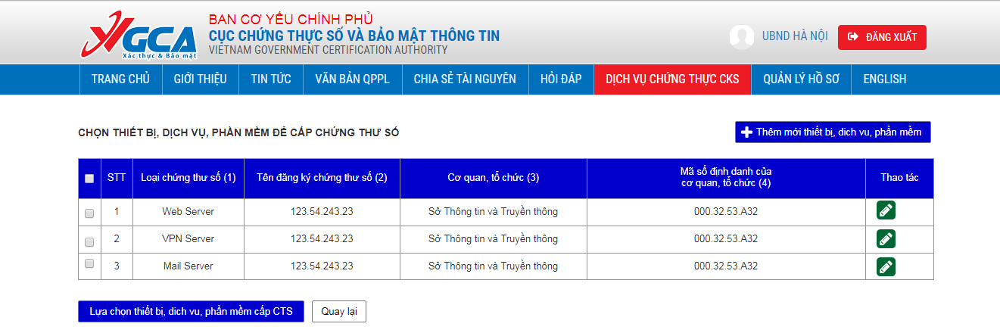 BAN CƠ YẾU CHÍNH PHỦ
CỤC CHỨNG THỰC SỐ VÀ BẢO MẬT THÔNG TIN
VIETNAM GOVERNMENT CERTIFICATION AUTHORITY
VGCA
Xác thực & Bảo mật
UBND HÀ NỘI
ĐĂNG XUẤT
TRANG CHỦ GIỚI THIỆU TIN TỨC VĂN BẢN QPPL CHIA SẺ TÀI NGUYÊN HỎI ĐÁP DỊCH VỤ CHỨNG THỰC CKS QUẢN LÝ HỒ SƠ ENGLISH
CHỌN THIẾT BỊ, DỊCH VỤ, PHẦN MỀM ĐỂ CẤP CHỨNG THƯ SỐ
Thêm mới thiết bị, dich vu, phần mềm
STT Loại chứng thư số (1) Tên đăng ký chứng thư số (2) Cơ quan, tổ chức (3) Mã số định danh của
cơ quan, tổ chức (4) Thao tác
1 Web Server 123.54.243.23 Sở Thông tin và Truyền thông 000.32.53.A32
2 VPN Server 123.54.243.23 Sở Thông tin và Truyền thông 000.32.53.A32
3 Mail Server 123.54.243.23 Sở Thông tin và Truyền thông 000.32.53.A32
Lựa chọn thiết bị, dich vu, phần mềm cấp CTS
Quay lại